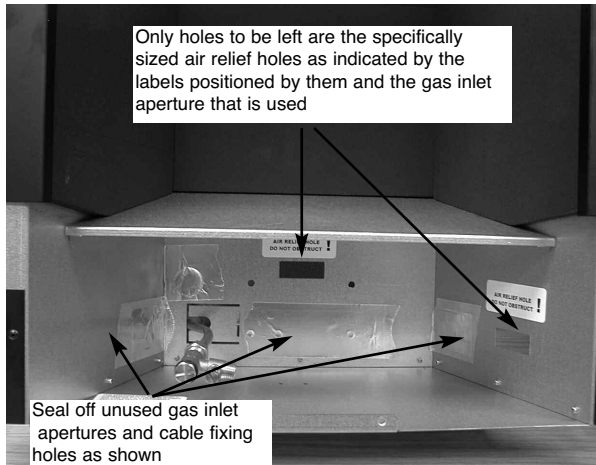 Only holes to be left are the specifically
sized air relief holes as indicated by the
labels positioned by them and the gas inlet
aperture that is used
AIR RELIEF HOLE
DO NOT OBSTRUCT !
AIR RELIEF HOLE
DO NOT OBSTRUCT !
Seal off unused gas inlet
apertures and cable fixing
holes as shown